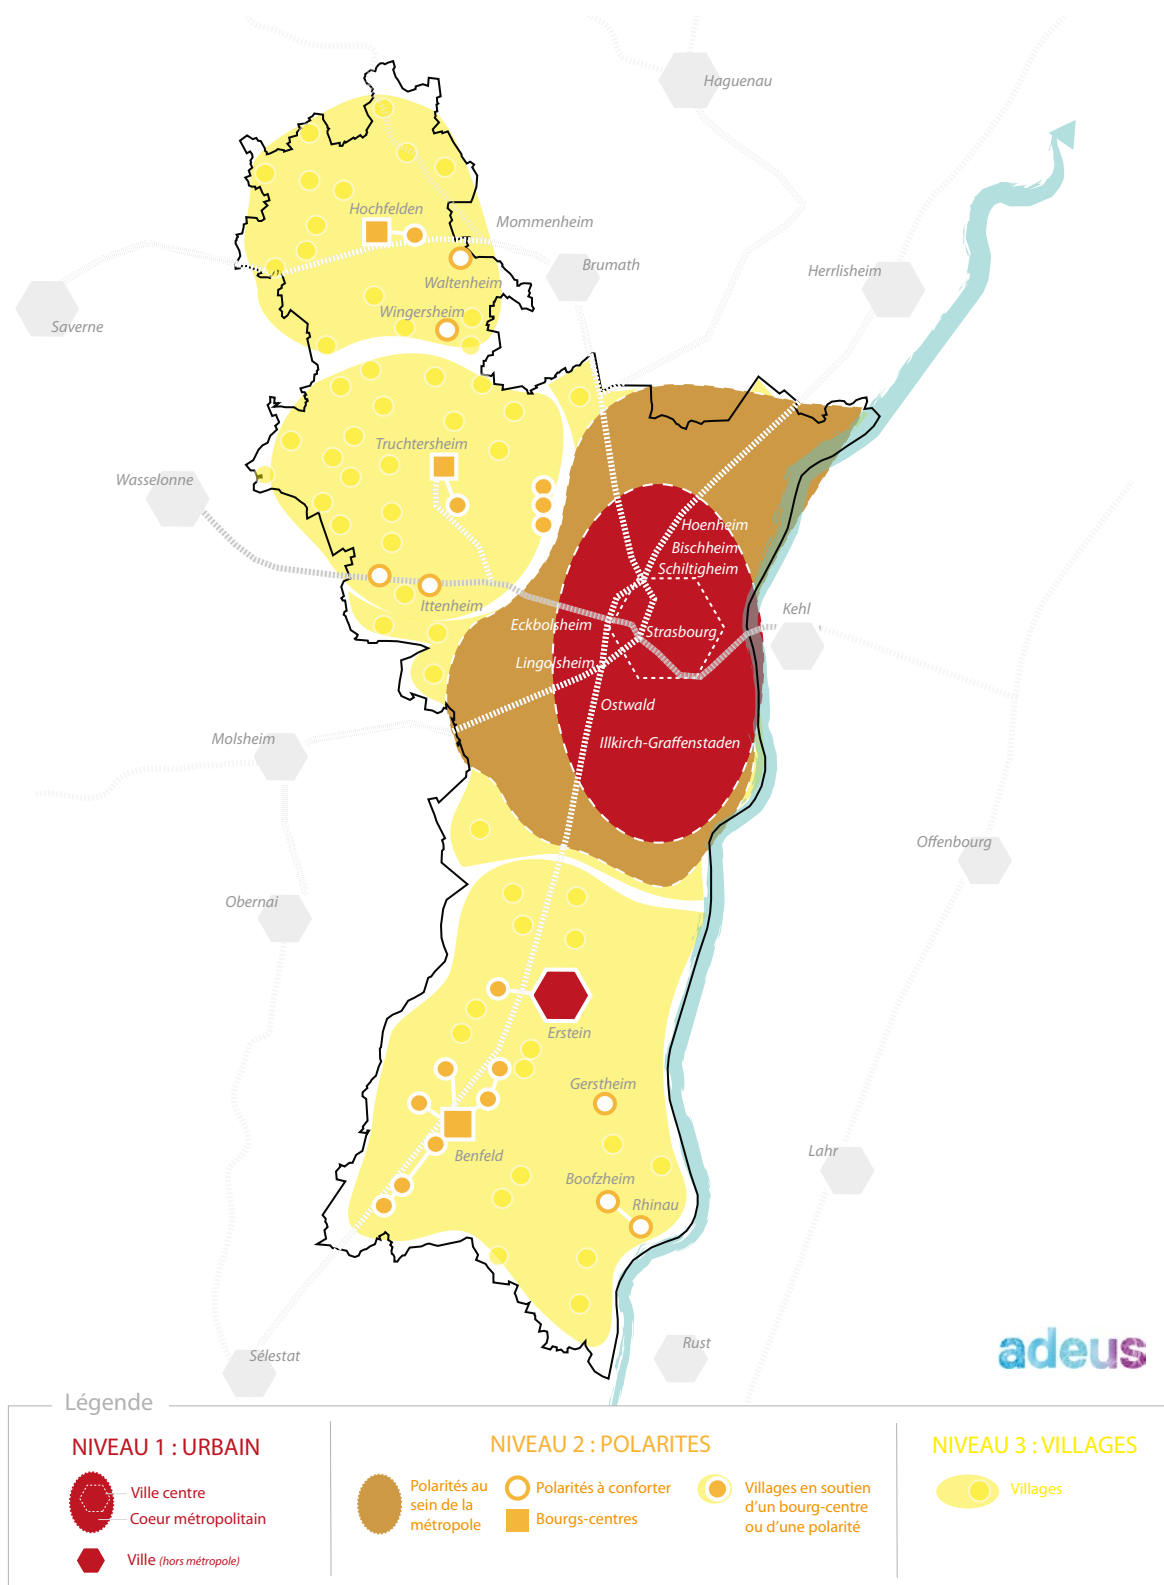 Haguenau
Hochfelden
Mommenheim
Brumath
Herrlisheim
Waltenheim
Wingersheim
Saverne
Truchtersheim
Wasselonne
Hoenheim
Bischheim
Schiltigheim
Ittenheim
Kehl
Eckbolsheim
Strasbourg
Lingolsheim
Ostwald
Molsheim
Illkirch-Graffenstaden
Offenbourg
Obernai
Erstein
Gerstheim
Benfeld
Lahr
Boofzheim
Rhinau
Rust
Sélestat
adeus
Légende
NIVEAU 1 : URBAIN
Ville centre
Coeur métropolitain
Ville (hors métropole)
NIVEAU 2 : POLARITES
Polarités au
sein de la
métropole
Polarités à conforter
Bourgs-centres
Villages en soutien
d'un bourg-centre
ou d'une polarité
NIVEAU 3 : VILLAGES
Villages